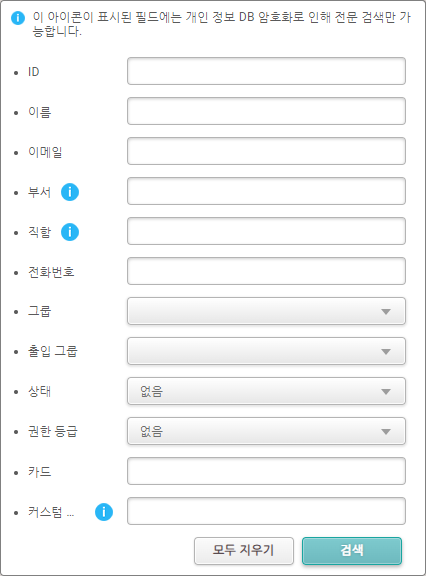 이 아이콘이 표시된 필드에는 개인 정보 DB 암호화로 인해 전문 검색만 가
능합니다.
ID
이름
이메일
부서
직함
전화번호
그룹
출입 그룹
상태 없음
권한 등급 없음
카드
커스텀 ...
모두 지우기 검색